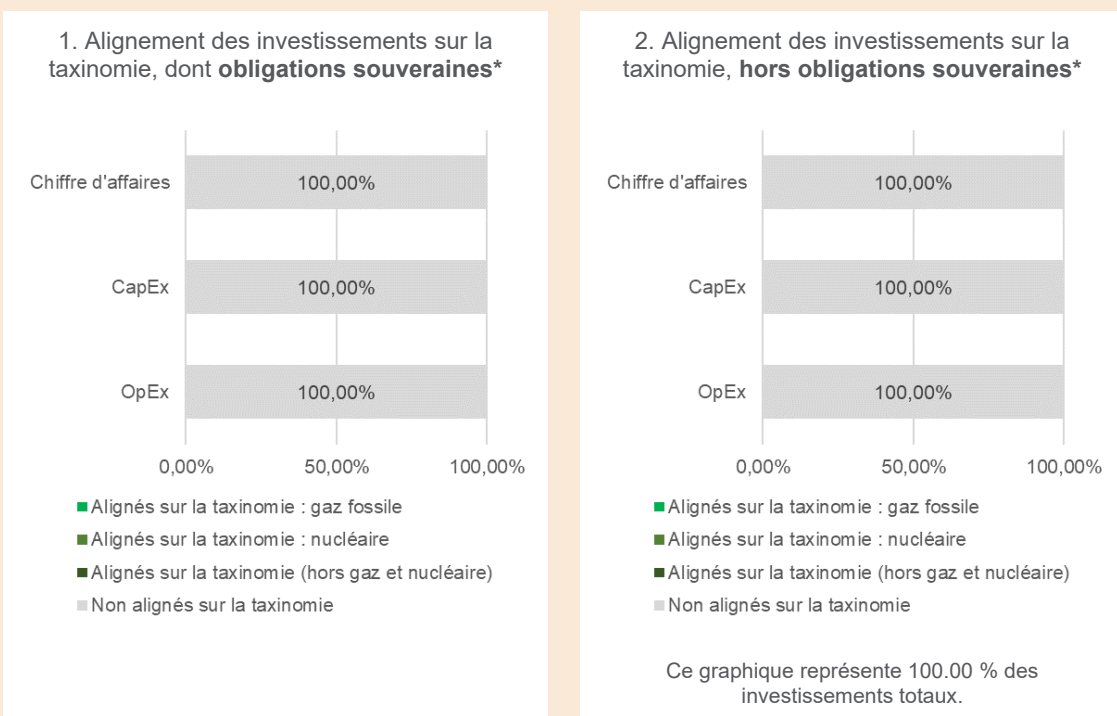 1. Alignement des investissements sur la
taxinomie, dont obligations souveraines*
Chiffre d'affaires
100,00%
CapEx
100,00%
OpEx
100,00%
0,00%
50,00%
100,00%
Alignés sur la taxinomie : gaz fossile
Alignés sur la taxinomie : nucléaire
Alignés sur la taxinomie (hors gaz et nucléaire)
Non alignés sur la taxinomie
2. Alignement des investissements sur la
taxinomie, hors obligations souveraines*
Chiffre d'affaires
100,00%
CapEx
100,00%
OpEx
100,00%
0,00%
50,00%
100,00%
Alignés sur la taxinomie : gaz fossile
Alignés sur la taxinomie : nucléaire
Alignés sur la taxinomie (hors gaz et nucléaire)
Non alignés sur la taxinomie
Ce graphique représente 100.00 % des
investissements totaux.